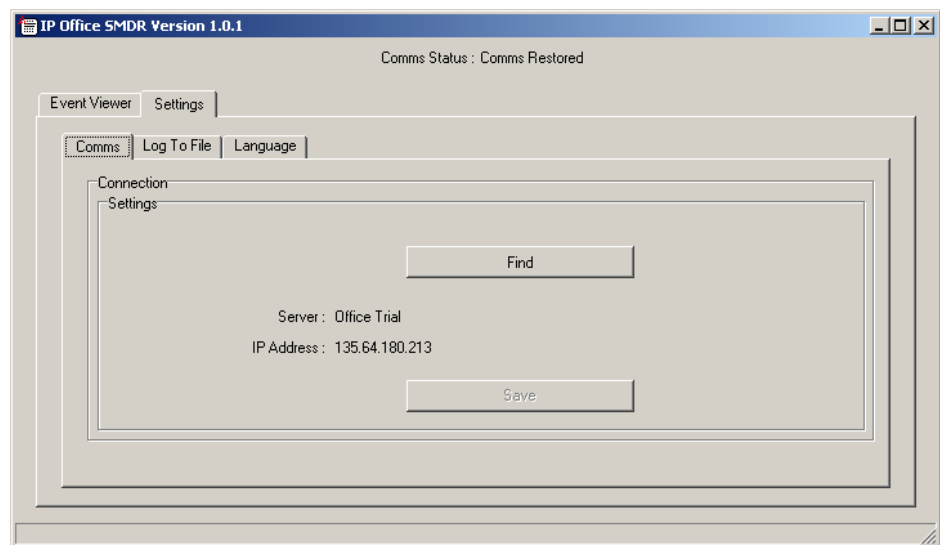 IP Office SMDR Version 1.0.1
Comms Status : Comms Restored
Event Viewer Settings
Comms Log To File Language
Connection
Settings
Find
Server : Office Trial
IP Address : 135.64.180.213
Save